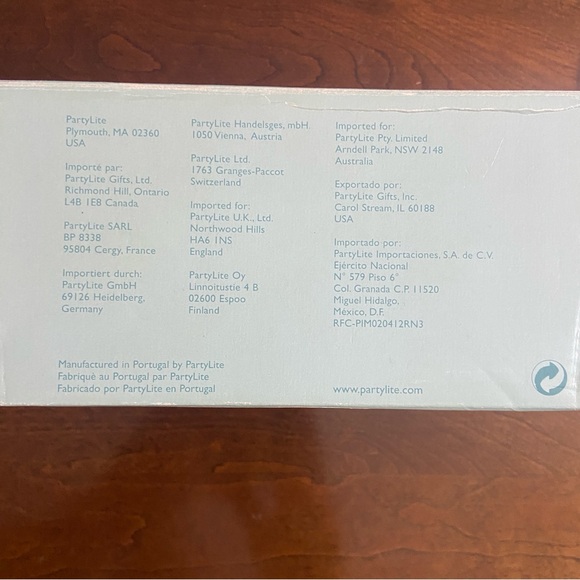 PartyLite
Plymouth, MA 02360
USA
Importé par:
PartyLite Gifts, Ltd.
Richmond Hill, Ontario
L4B 1E8 Canada
PartyLite SARL
BP 8338
95804 Cergy, France
Importiert durch:
PartyLite GmbH
69126 Heidelberg,
Germany
PartyLite Handelsges, mbH.
1050 Vienna, Austria
PartyLite Ltd.
1763 Granges-Paccot
Switzerland
Imported for:
PartyLite U.K., Ltd.
Northwood Hills
HA6 1NS
England
PartyLite Oy
Linnoitustie 4 B
02600 Espoo
Finland
Imported for:
PartyLite Pty. Limited
Arndell Park, NSW 2148
Australia
Exportado por:
PartyLite Gifts, Inc.
Carol Stream, IL 60188
USA
Importado por:
PartyLite Importaciones, S.A. de C.V.
Ejército Nacional
N° 579 Piso 6°
Col. Granada C.P. 11520
Miguel Hidalgo,
México, D.F.
RFC-PIM020412RN3
Manufactured in Portugal by PartyLite
Fabriqué au Portugal par PartyLite
Fabricado por PartyLite en Portugal
www.partylite.com